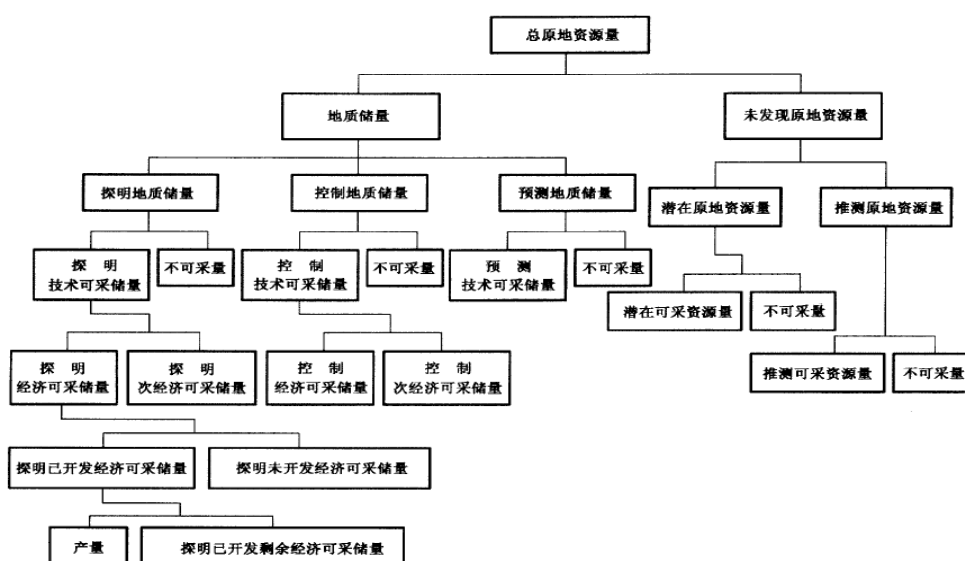 总原地资源量
地质储量
未发现原地资源量
探明地质储量
控制地质储量
预测地质储量
潜在原地资源量
推测原地资源量
探 明
技术可采储量
不可采量
控 制
技术可采储量
不可采量
预 测
技术可采储量
不可采量
潜在可采资源量
不可采量
探 明
经济可采储量
探 明
次经济可采储量
控 制
经济可采储量
控 制
次经济可采储量
推测可采资源量
不可采量
探明已开发经济可采储量
探明未开发经济可采储量
产量
探明已开发剩余经济可采储量